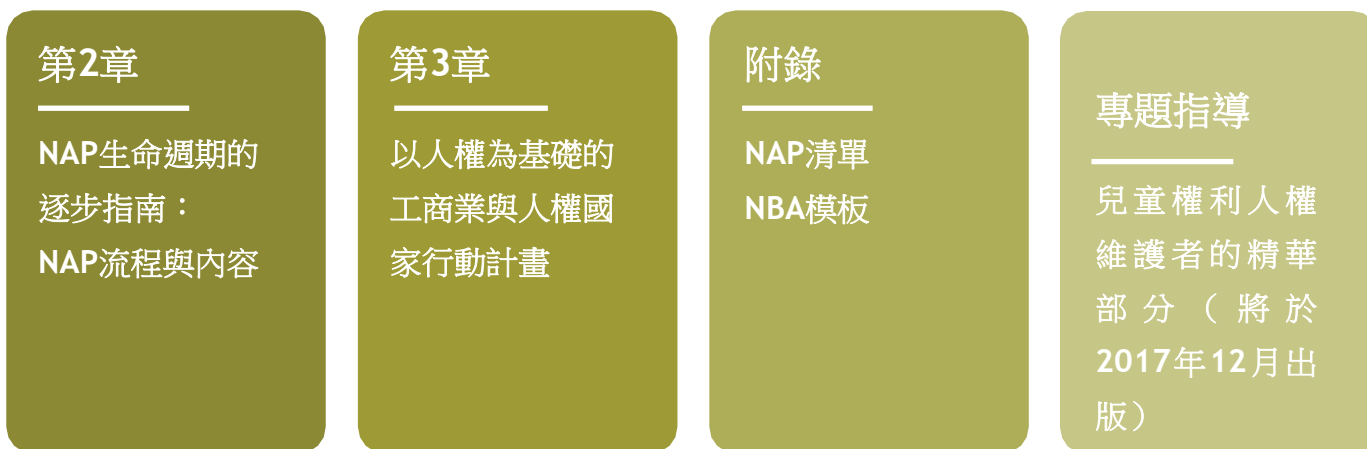 第2章
NAP生命週期的
逐步指南：
NAP流程與內容
第3章
以人權為基礎的
工商業與人權國
家行動計畫
附錄
NAP清單
NBA模板
專題指導
兒童權利人權
維護者的精華
部分（將於
2017年12月出
版）